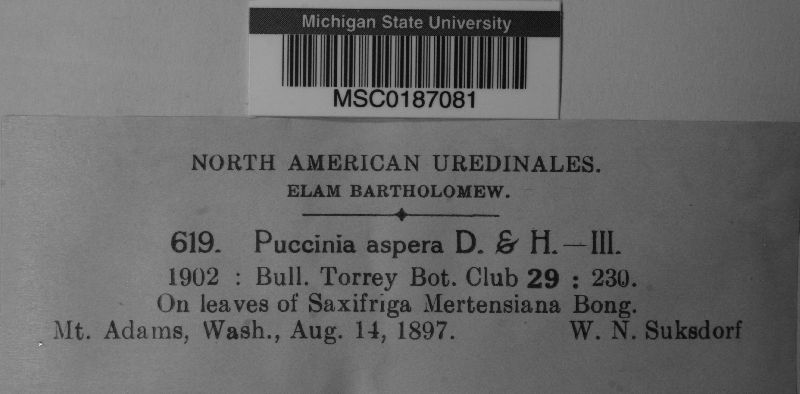 Michigan State University
MSC0187081
NORTH AMERICAN UREDINALES.
ELAM BARTHOLOMEW.
619. Puccinia aspera D. & H.—III.
1902 : Bull. Torrey Bot. Club 29 : 230.
On leaves of Saxifriga Mertensiana Bong.
Mt. Adams, Wash., Aug. 14, 1897. W. N. Suksdorf